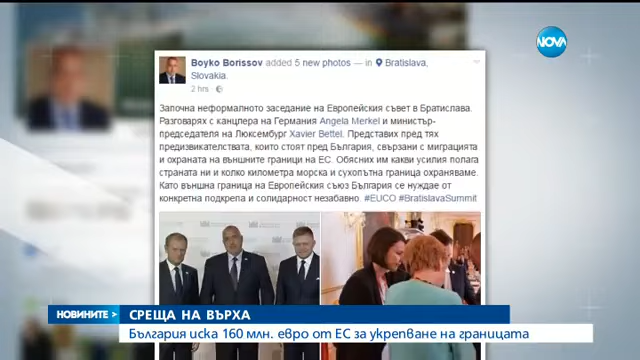 NOVA
Boyko Borissov added 5 new photos — in Bratislava,
Slovakia.
2 hrs ·
Започна неформалното заседание на Европейския съвет в Братислава.
Разговарях с канцлера на Германия Angela Merkel и министър-
председателя на Люксембург Xavier Bettel. Представих пред тях
предизвикателствата, които стоят пред България, свързани с миграцията
и охраната на външните граници на ЕС. Обясних им какви усилия полага
страната ни и колко километра морска и сухопътна граница охраняваме.
Като външна граница на Европейския съюз България се нуждае от
конкретна подкрепа и солидарност незабавно. #EUCO #BratislavaSummit
НОВИНИТЕ
СРЕЩА НА ВЪРХА
България иска 160 млн. евро от ЕС за укрепване на границата